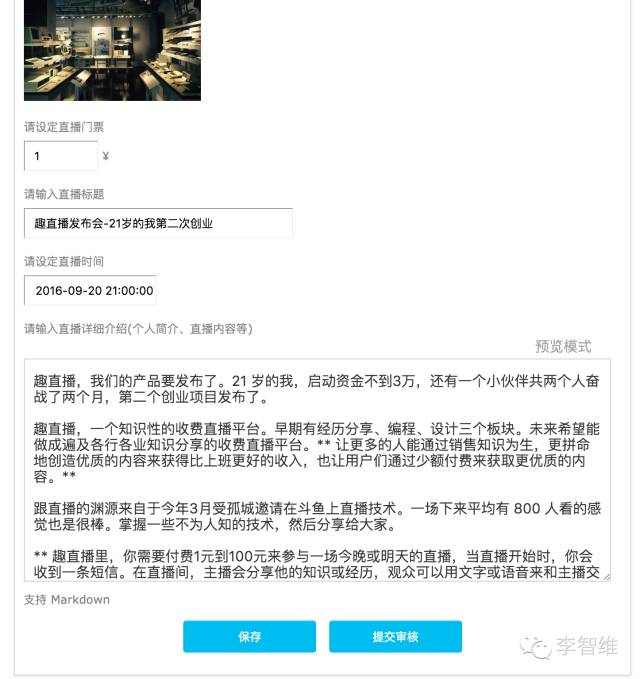 请设定直播门票
1 ¥
请输入直播标题
趣直播发布会-21岁的我第二次创业
请设定直播时间
2016-09-20 21:00:00
请输入直播详细介绍(个人简介、直播内容等)
预览模式
趣直播，我们的产品要发布了。21 岁的我，启动资金不到3万，还有一个小伙伴共两个人奋
战了两个月，第二个创业项目发布了。
趣直播，一个知识性的收费直播平台。早期有经历分享、编程、设计三个板块。未来希望能
做成遍及各行各业知识分享的收费直播平台。** 让更多的人能通过销售知识为生，更拼命
地创造优质的内容来获得比上班更好的收入，也让用户们通过少额付费来获取更优质的内
容。**
跟直播的渊源来自于今年3月受孤城邀请在斗鱼上直播技术。一场下来平均有 800 人看的感
觉也是很棒。掌握一些不为人知的技术，然后分享给大家。
** 趣直播里，你需要付费1元到100元来参与一场今晚或明天的直播，当直播开始时，你会
收到一条短信。在直播间，主播会分享他的知识或经历，观众可以用文字或语音来和主播交
支持 Markdown
保存 提交审核
李智维